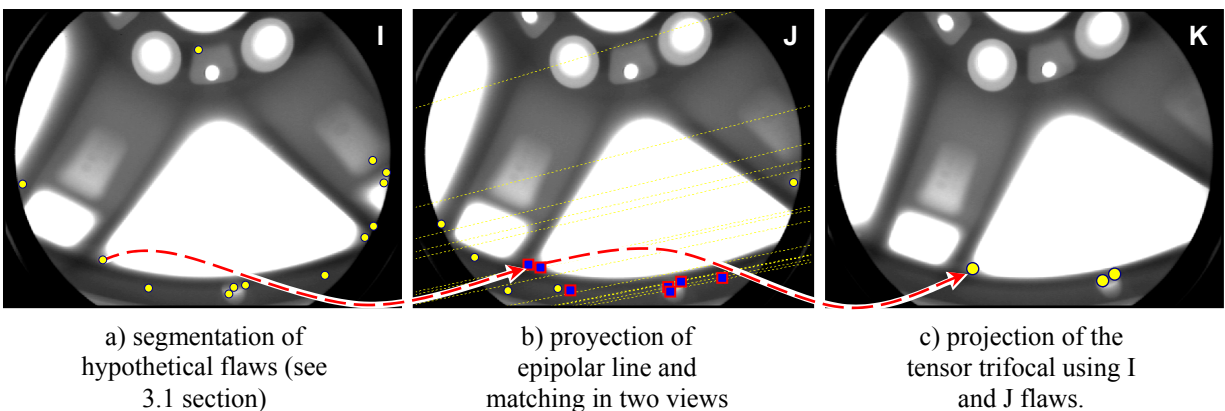 I
J
K
a) segmentation of
hypothetical flaws (see
3.1 section)
b) proyection of
epipolar line and
matching in two views
c) projection of the
tensor trifocal using I
and J flaws.